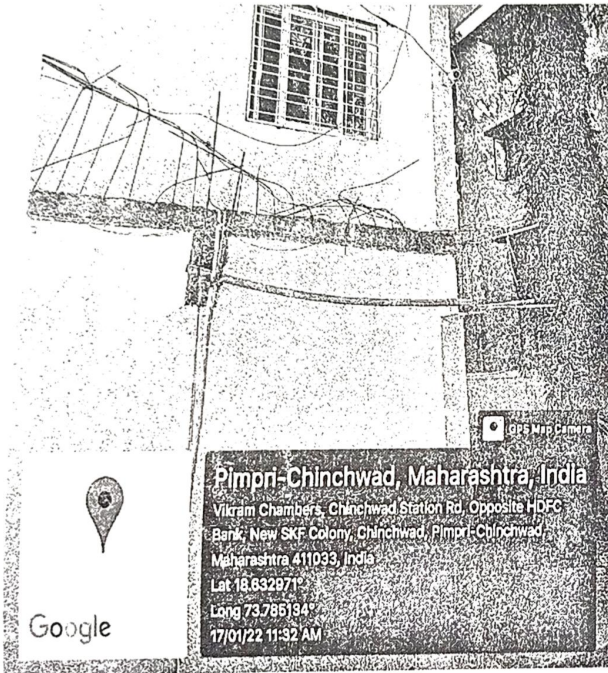 GPS Map Camera
Pimpri-Chinchwad, Maharashtra, India
Vikram Chambers, Chinchwad Station Rd, Opposite HDFC
Bank, New SKF Colony, Chinchwad, Pimpri-Chinchwad,
Maharashtra 411033, India
Lat 18.632971°
Long 73.785134°
17/01/22 11:32 AM
Google